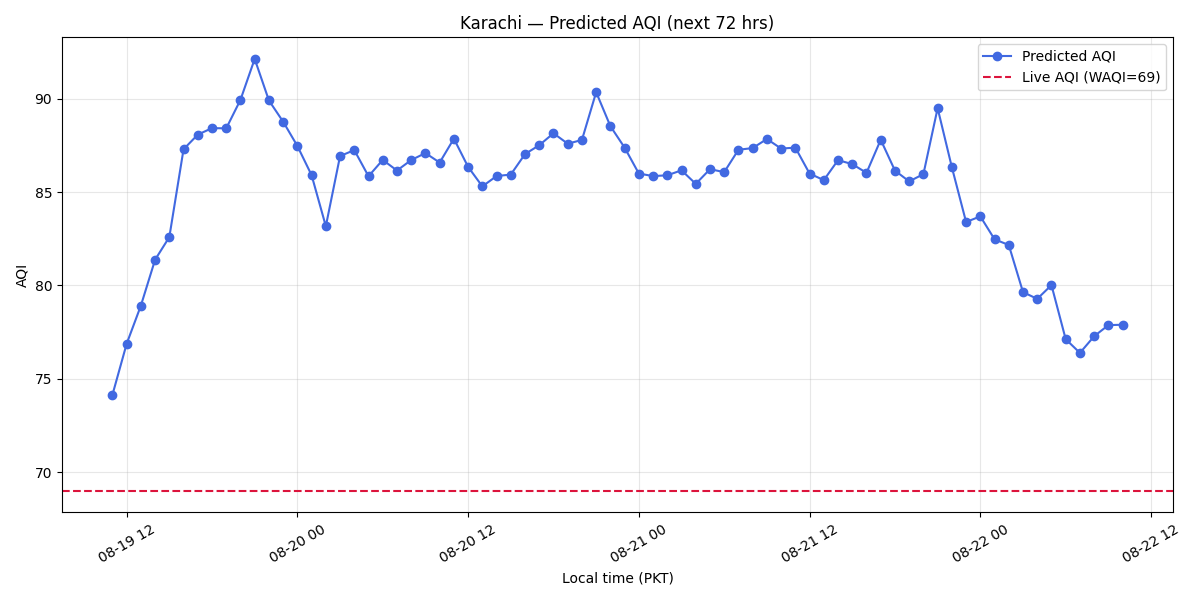 Karachi — Predicted AQI (next 72 hrs)
Predicted AQI
Live AQI (WAQI=69)
90
85
80
75
70
AQI
08-19 12
08-20 00
08-20 12
08-21 00
08-21 12
08-22 00
08-22 12
Local time (PKT)